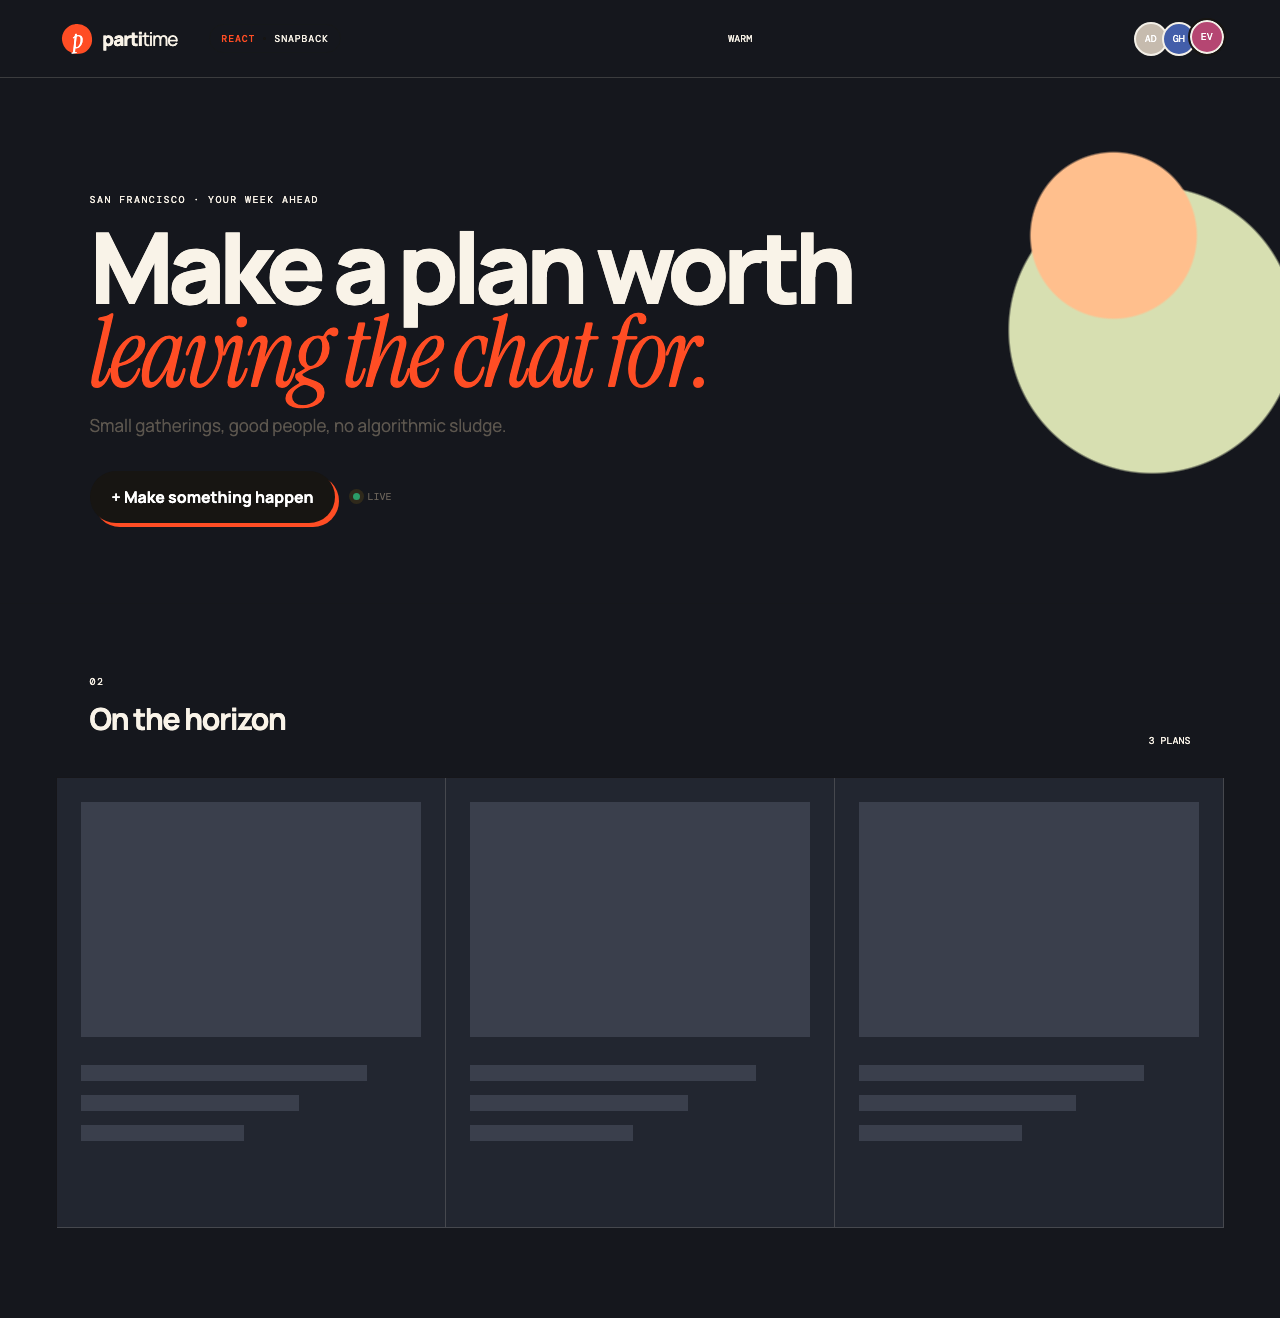 p partitime
REACT SNAPBACK
WARM
AD GH EV
SAN FRANCISCO · YOUR WEEK AHEAD
Make a plan worth
leaving the chat for.
Small gatherings, good people, no algorithmic sludge.
+ Make something happen
LIVE
02
On the horizon
3 PLANS